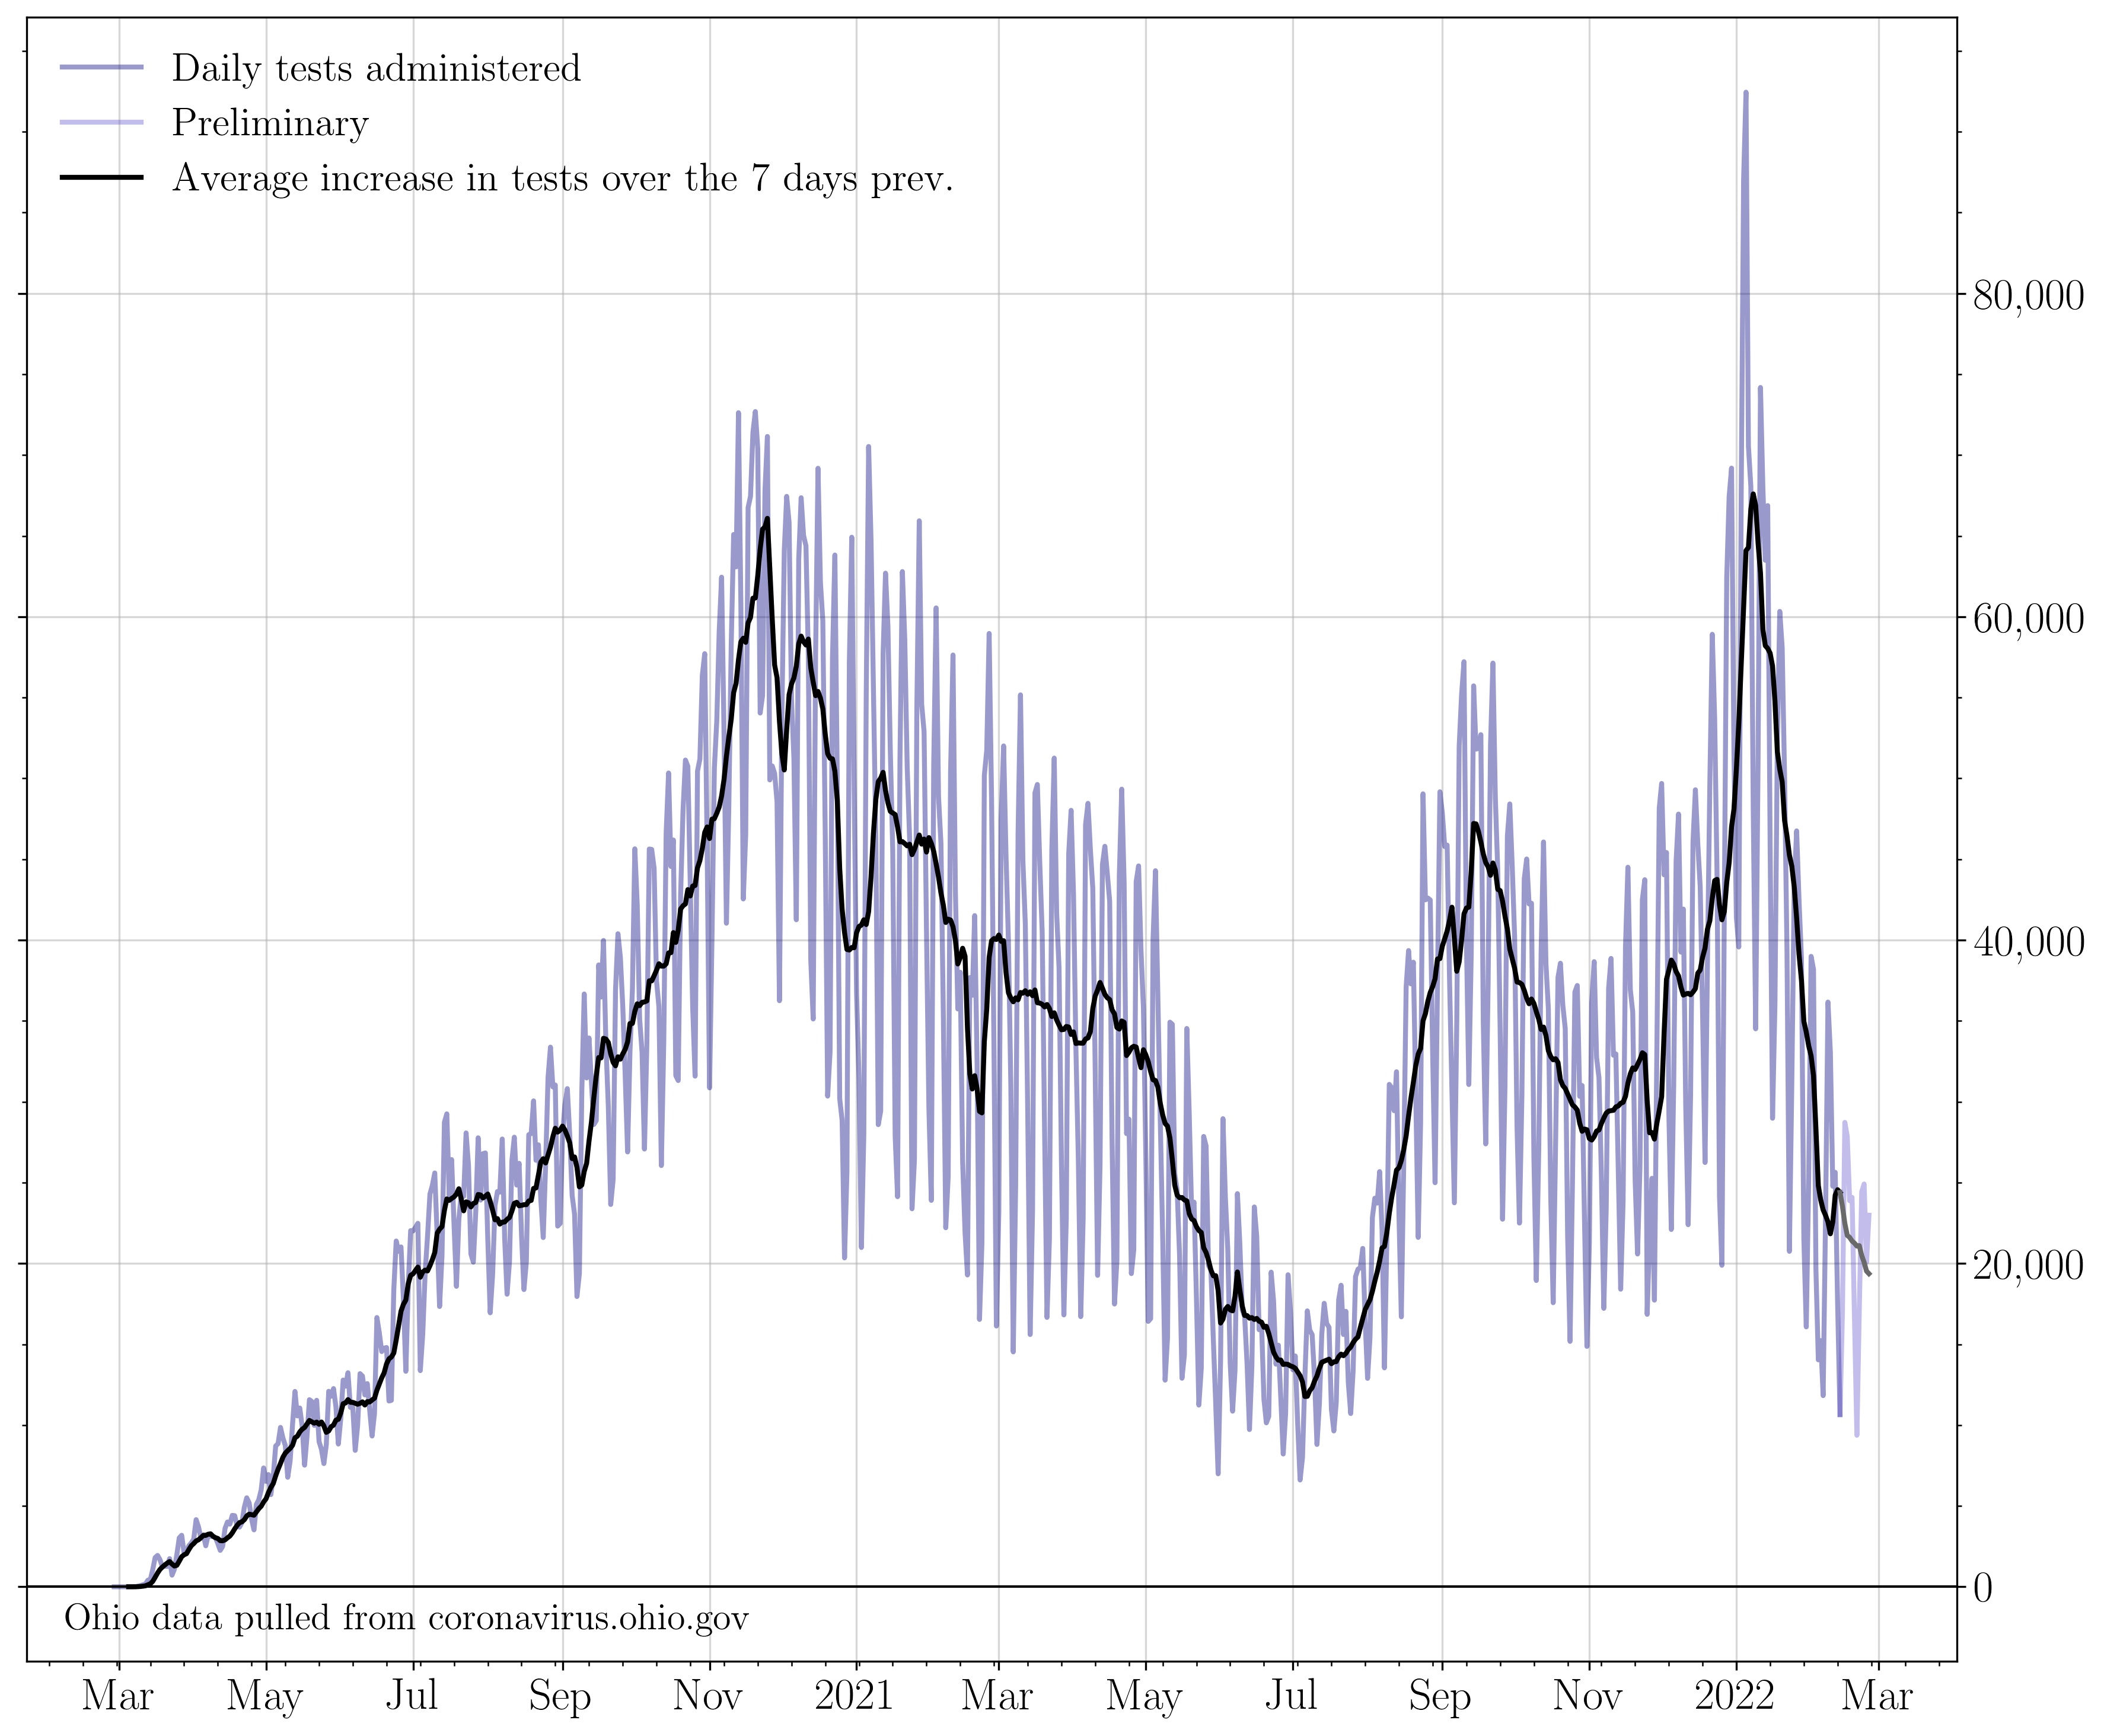 Daily tests administered
Preliminary
Average increase in tests over the 7 days prev.
80,000
60,000
40,000
20,000
0
Ohio data pulled from coronavirus.ohio.gov
Mar May Jul Sep Nov 2021 Mar May Jul Sep Nov 2022 Mar